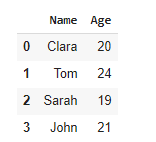 Name Age
0 Clara 20
1 Tom 24
2 Sarah 19
3 John 21